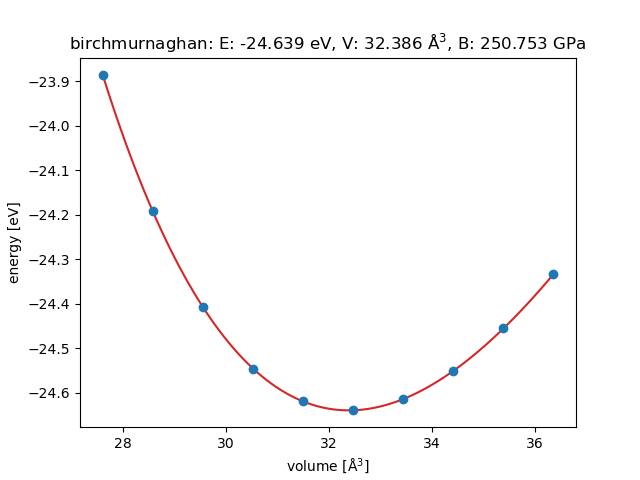 birchmurnaghan: E: -24.639 eV, V: 32.386 Å³, B: 250.753 GPa
−23.9
−24.0
−24.1
−24.2
−24.3
−24.4
−24.5
−24.6
energy [eV]
28 30 32 34 36
volume [Å³]